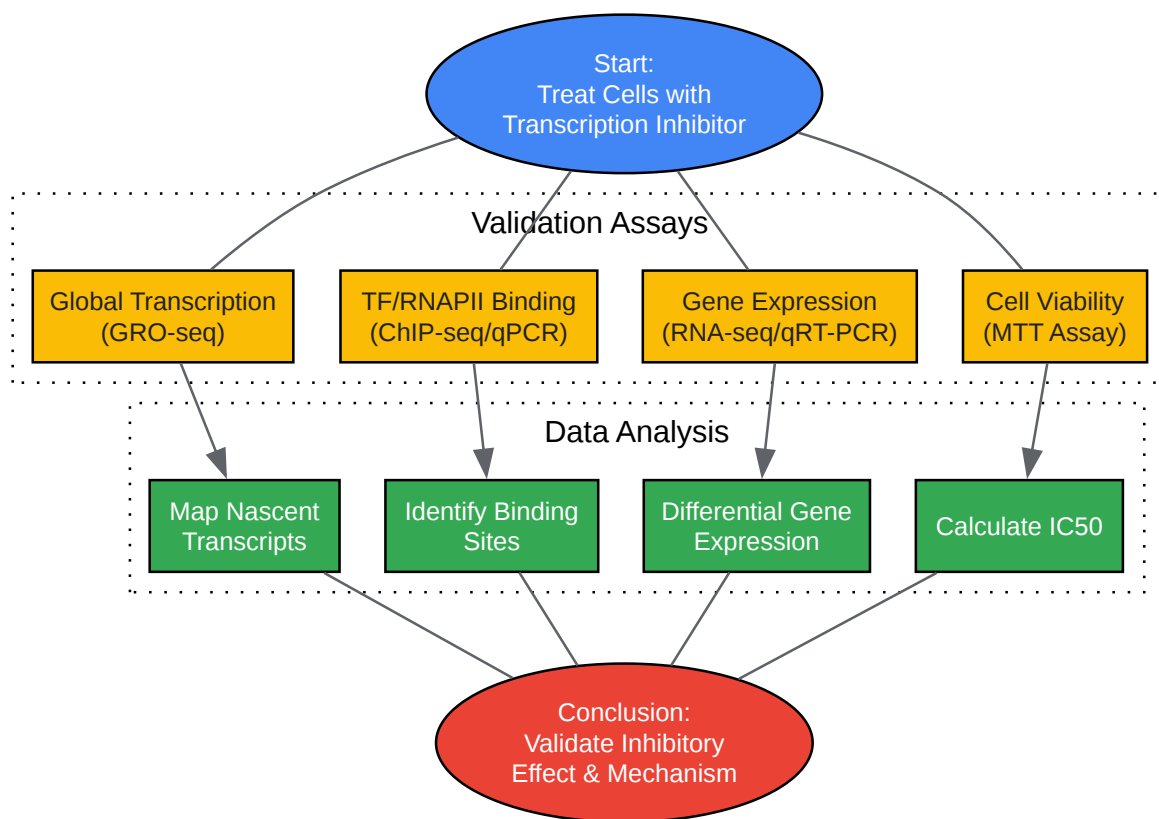 Start:
Treat Cells with
Transcription Inhibitor
Validation Assays
Global Transcription
(GRO-seq)
TF/RNAPII Binding
(ChIP-seq/qPCR)
Gene Expression
(RNA-seq/qRT-PCR)
Cell Viability
(MTT Assay)
Data Analysis
Map Nascent
Transcripts
Identify Binding
Sites
Differential Gene
Expression
Calculate IC50
Conclusion:
Validate Inhibitory
Effect & Mechanism